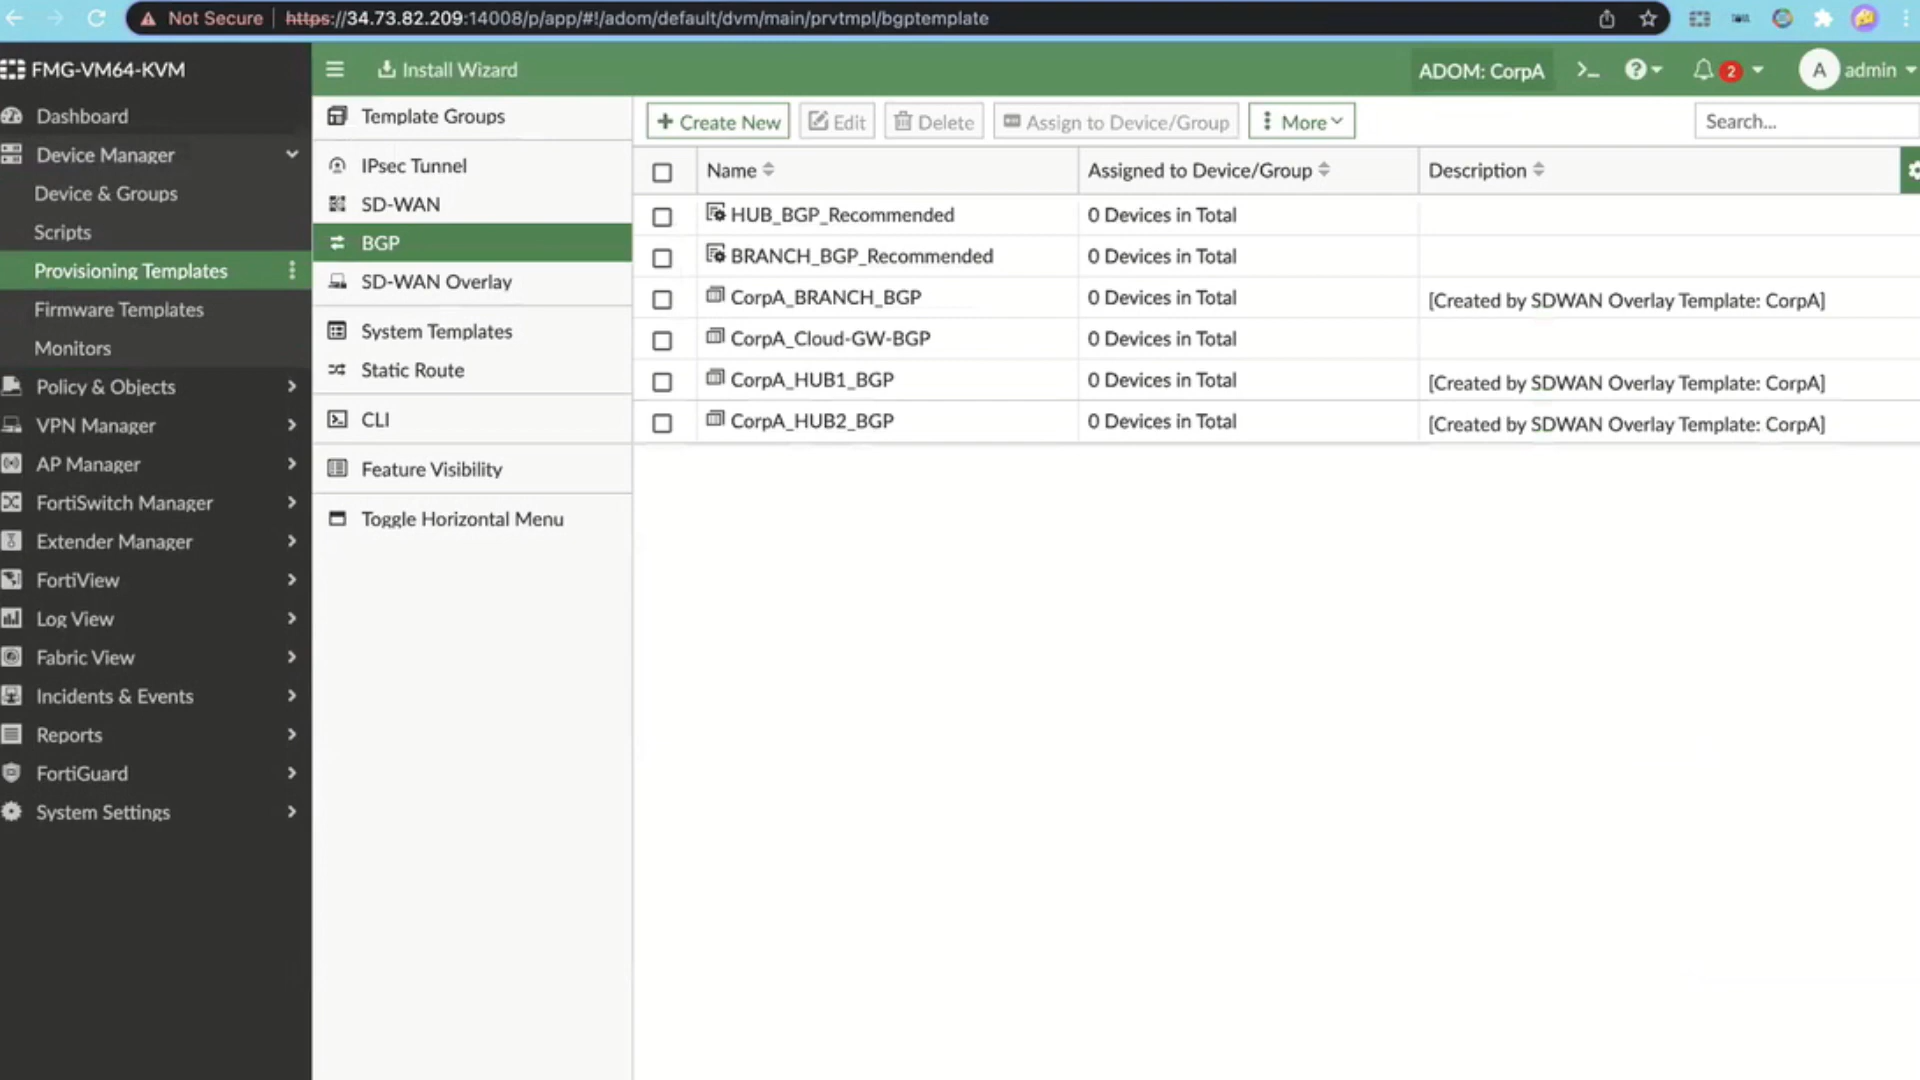 Not Secure | https://34.73.82.209:14008/p/app/#!/adom/default/dvm/main/prvtmpl/bgptemplate
FMG-VM64-KVM
Install Wizard
ADOM: CorpA
2
A
admin
Dashboard
Device Manager
Device & Groups
Scripts
Provisioning Templates
Firmware Templates
Monitors
Policy & Objects
VPN Manager
AP Manager
FortiSwitch Manager
Extender Manager
FortiView
Log View
Fabric View
Incidents & Events
Reports
FortiGuard
System Settings
Template Groups
IPsec Tunnel
SD-WAN
BGP
SD-WAN Overlay
System Templates
Static Route
CLI
Feature Visibility
Toggle Horizontal Menu
+ Create New
Edit
Delete
Assign to Device/Group
More
Search...
Name
Assigned to Device/Group
Description
HUB_BGP_Recommended
0 Devices in Total
BRANCH_BGP_Recommended
0 Devices in Total
CorpA_BRANCH_BGP
0 Devices in Total
[Created by SDWAN Overlay Template: CorpA]
CorpA_Cloud-GW-BGP
0 Devices in Total
CorpA_HUB1_BGP
0 Devices in Total
[Created by SDWAN Overlay Template: CorpA]
CorpA_HUB2_BGP
0 Devices in Total
[Created by SDWAN Overlay Template: CorpA]